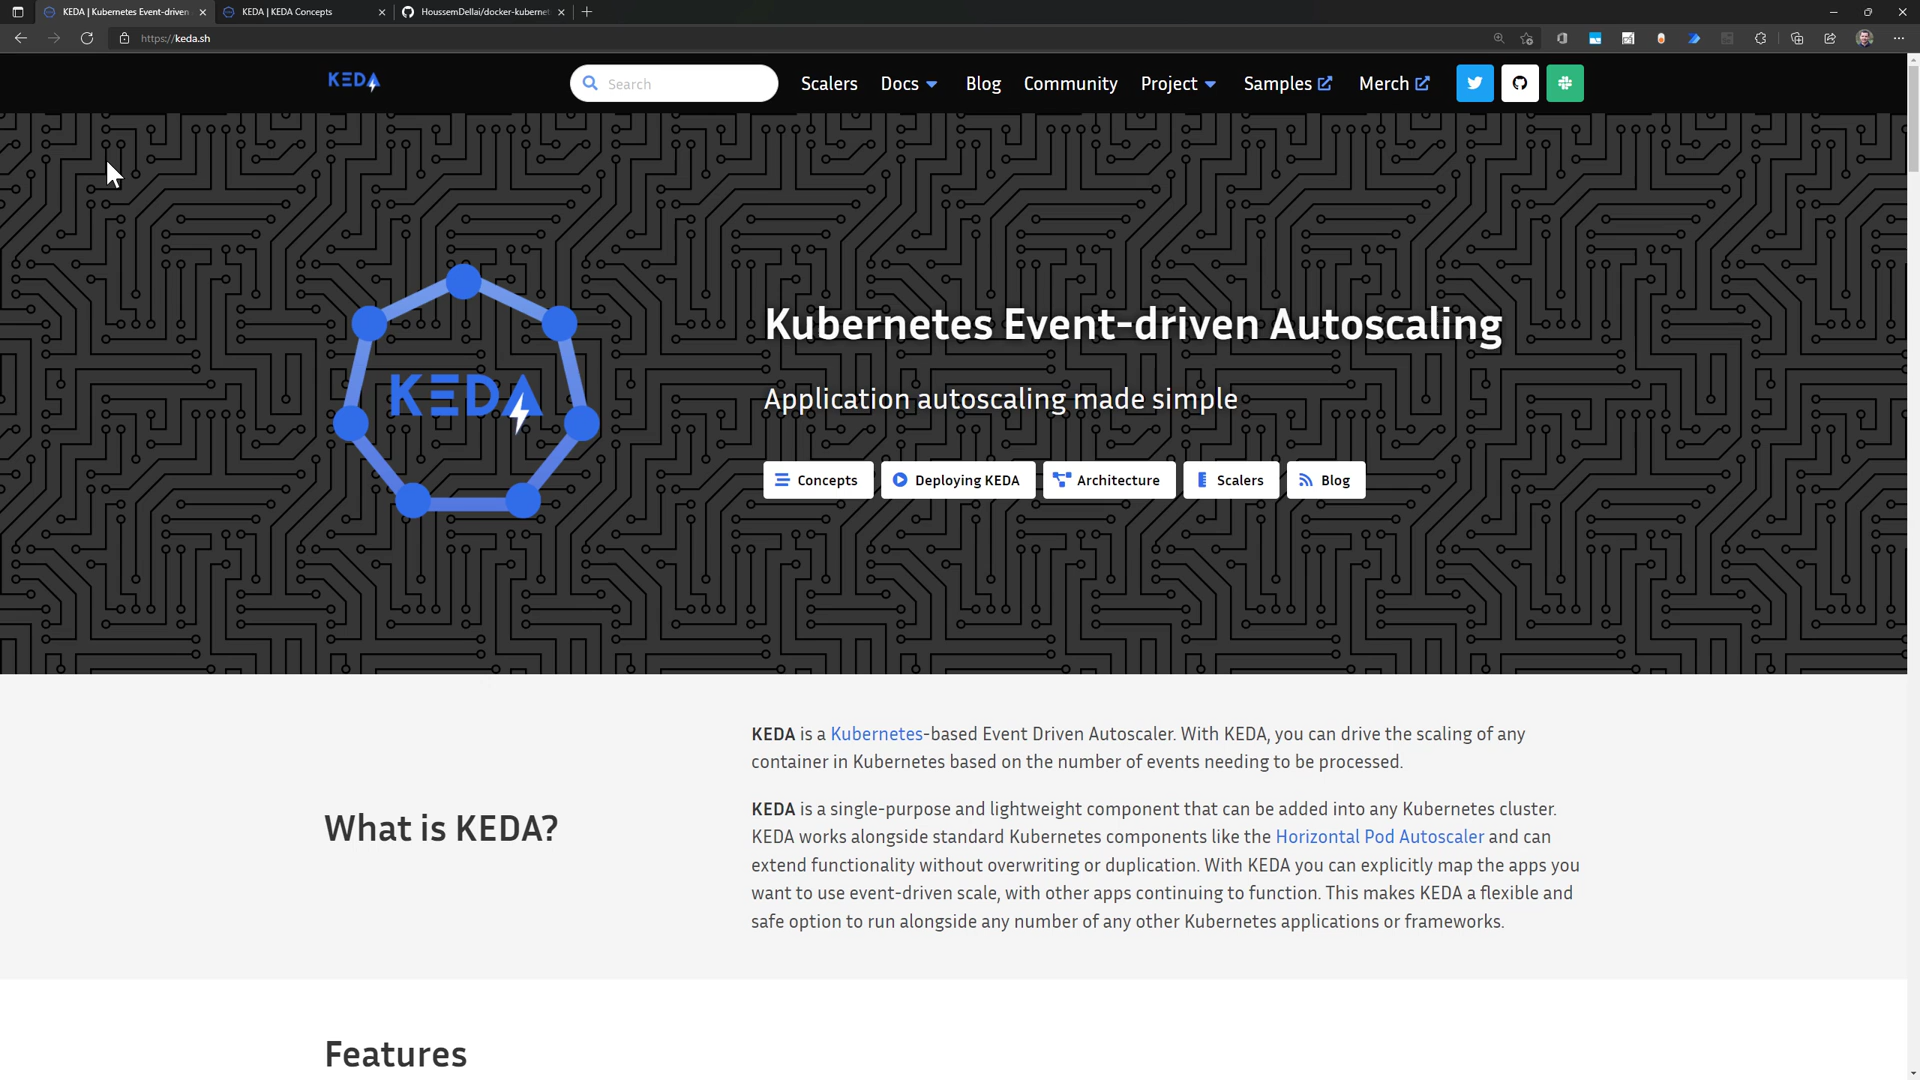 KEDA | Kubernetes Event-driven
KEDA | KEDA Concepts
HoussemDellai/docker-kubernet
https://keda.sh
KEDA
Search
Scalers
Docs
Blog
Community
Project
Samples
Merch
KEDA
Kubernetes Event-driven Autoscaling
Application autoscaling made simple
Concepts
Deploying KEDA
Architecture
Scalers
Blog
What is KEDA?
KEDA is a Kubernetes-based Event Driven Autoscaler. With KEDA, you can drive the scaling of any
container in Kubernetes based on the number of events needing to be processed.
KEDA is a single-purpose and lightweight component that can be added into any Kubernetes cluster.
KEDA works alongside standard Kubernetes components like the Horizontal Pod Autoscaler and can
extend functionality without overwriting or duplication. With KEDA you can explicitly map the apps you
want to use event-driven scale, with other apps continuing to function. This makes KEDA a flexible and
safe option to run alongside any number of any other Kubernetes applications or frameworks.
Features